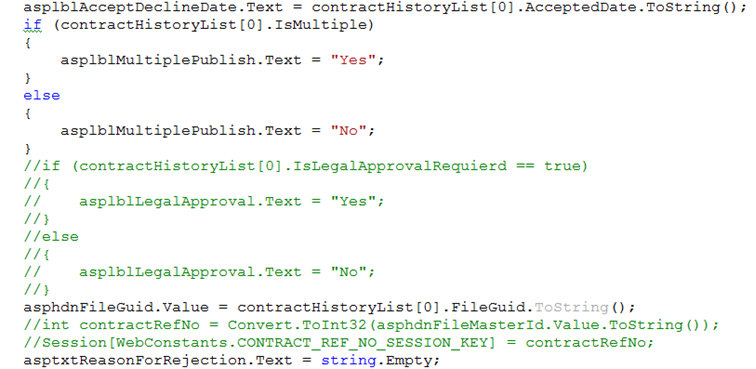 asplblAcceptDeclineDate.Text = contractHistoryList[0].AcceptedDate.ToString();
if (contractHistoryList[0].IsMultiple)
{
    asplblMultiplePublish.Text = "Yes";
}
else
{
    asplblMultiplePublish.Text = "No";
}
//if (contractHistoryList[0].IsLegalApprovalRequierd == true)
//{
//    asplblLegalApproval.Text = "Yes";
//}
//else
//{
//    asplblLegalApproval.Text = "No";
//}
asphdnFileGuid.Value = contractHistoryList[0].FileGuid.ToString();
//int contractRefNo = Convert.ToInt32(asphdnFileMasterId.Value.ToString());
//Session[WebConstants.CONTRACT_REF_NO_SESSION_KEY] = contractRefNo;
asptxtReasonForRejection.Text = string.Empty;